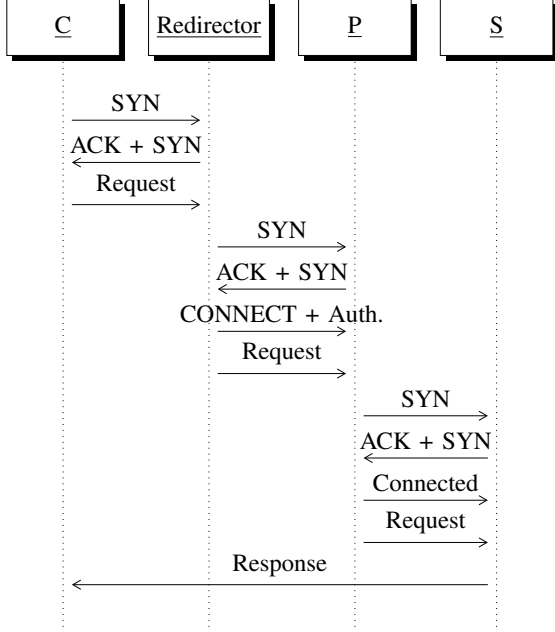 C Redirector P S
SYN
ACK + SYN
Request
SYN
ACK + SYN
CONNECT + Auth.
Request
SYN
ACK + SYN
Connected
Request
Response